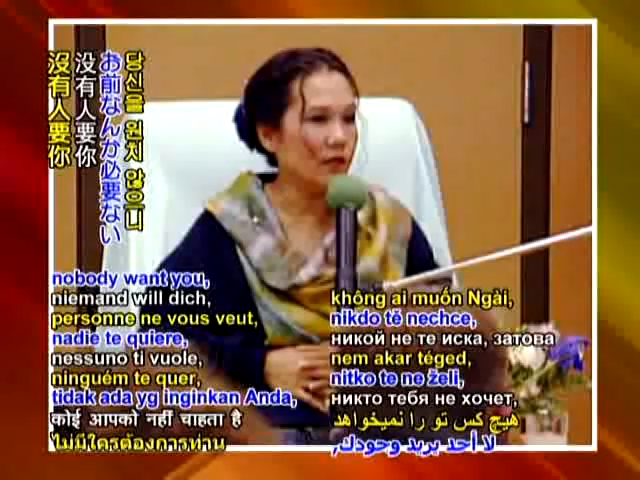 沒有人要你
没有人要你
お前なんか必要ない
당신을 원치 않으니
nobody want you,
niemand will dich,
personne ne vous veut,
nadie te quiere,
nessuno ti vuole,
ninguém te quer,
tidak ada yg inginkan Anda,
कोई आपको नहीं चाहता है
ไม่มีใครต้องการท่าน
không ai muốn Ngài,
nikdo tě nechce,
никой не те иска, затова
nem akar téged,
nitko te ne želi,
никто тебя не хочет,
هیچ کس تو را نمیخواهد
لا أحد يريد وجودك,